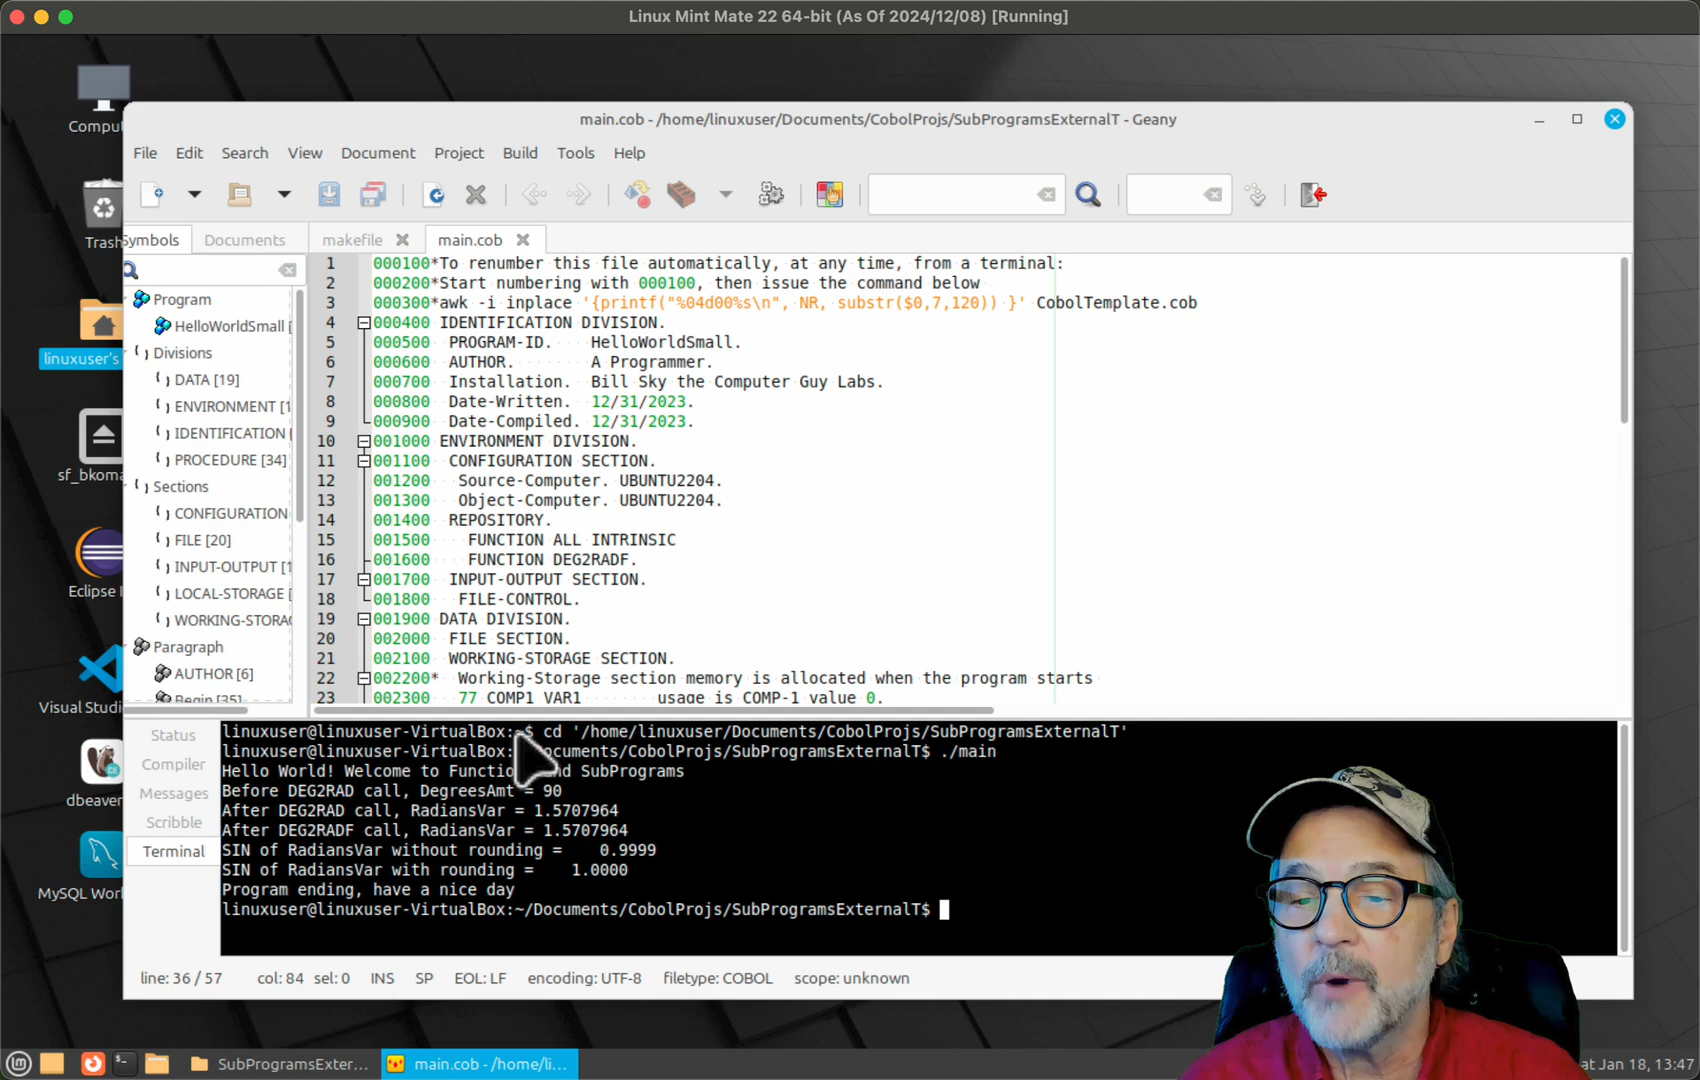 Linux Mint Mate 22 64-bit (As Of 2024/12/08) [Running]
Comput
Trash
linuxuser's
sf_bkoma
Eclipse I
Visual Studi
dbeaver
MySQL Wor
main.cob - /home/linuxuser/Documents/CobolProjs/SubProgramsExternalT - Geany
File Edit Search View Document Project Build Tools Help
Symbols Documents makefile main.cob
Program
HelloWorldSmall [
Divisions
DATA [19]
ENVIRONMENT [1
IDENTIFICATION [
PROCEDURE [34]
Sections
CONFIGURATION
FILE [20]
INPUT-OUTPUT [1
LOCAL-STORAGE [
WORKING-STORA
Paragraph
AUTHOR [6]
Begin [35]
1 000100*To renumber this file automatically, at any time, from a terminal:
2 000200*Start numbering with 000100, then issue the command below
3 000300*awk -i inplace '{printf("%04d00%s\n", NR, substr($0,7,120)) }' CobolTemplate.cob
4 000400 IDENTIFICATION DIVISION.
5 000500  PROGRAM-ID.    HelloWorldSmall.
6 000600  AUTHOR.        A Programmer.
7 000700  Installation.  Bill Sky the Computer Guy Labs.
8 000800  Date-Written.  12/31/2023.
9 000900  Date-Compiled. 12/31/2023.
10 001000 ENVIRONMENT DIVISION.
11 001100  CONFIGURATION SECTION.
12 001200   Source-Computer. UBUNTU2204.
13 001300   Object-Computer. UBUNTU2204.
14 001400  REPOSITORY.
15 001500    FUNCTION ALL INTRINSIC
16 001600    FUNCTION DEG2RADF.
17 001700  INPUT-OUTPUT SECTION.
18 001800   FILE-CONTROL.
19 001900 DATA DIVISION.
20 002000  FILE SECTION.
21 002100  WORKING-STORAGE SECTION.
22 002200*  Working-Storage section memory is allocated when the program starts
23 002300   77 COMP1 VAR1        usage is COMP-1 value 0.
Status
Compiler
Messages
Scribble
Terminal
linuxuser@linuxuser-VirtualBox:~$ cd '/home/linuxuser/Documents/CobolProjs/SubProgramsExternalT'
linuxuser@linuxuser-VirtualBox: ocuments/CobolProjs/SubProgramsExternalT$ ./main
Hello World! Welcome to Functio nd SubPrograms
Before DEG2RAD call, DegreesAmt = 90
After DEG2RAD call, RadiansVar = 1.5707964
After DEG2RADF call, RadiansVar = 1.5707964
SIN of RadiansVar without rounding =    0.9999
SIN of RadiansVar with rounding =    1.0000
Program ending, have a nice day
linuxuser@linuxuser-VirtualBox:~/Documents/CobolProjs/SubProgramsExternalT$
line: 36 / 57 col: 84 sel: 0 INS SP EOL: LF encoding: UTF-8 filetype: COBOL scope: unknown
SubProgramsExter... main.cob - /home/li... at Jan 18, 13:47